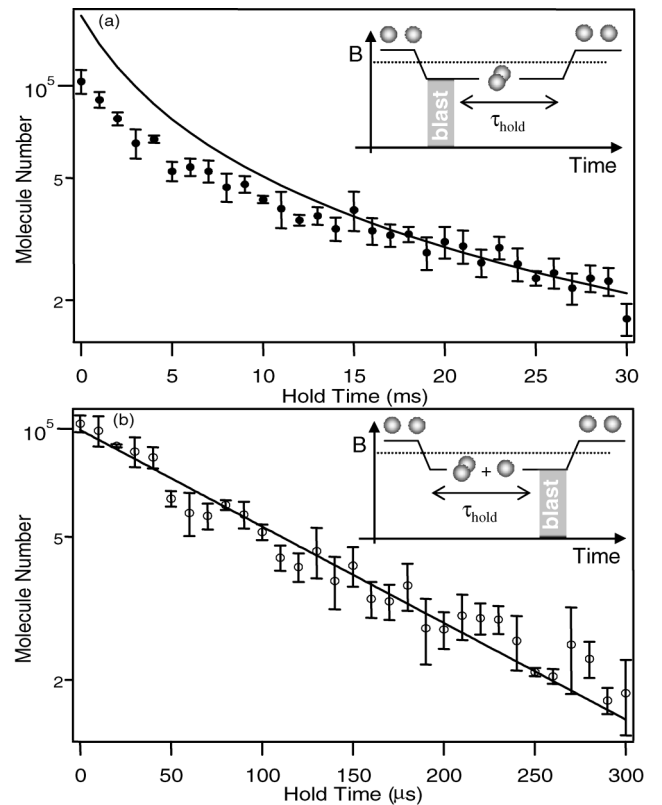 (a)
B
blast
τhold
Time
10^5
5
2
Molecule Number
0 5 10 15 20 25 30
Hold Time (ms)
(b)
B
+
τhold
blast
Time
10^5
5
2
Molecule Number
0 50 100 150 200 250 300
Hold Time (μs)